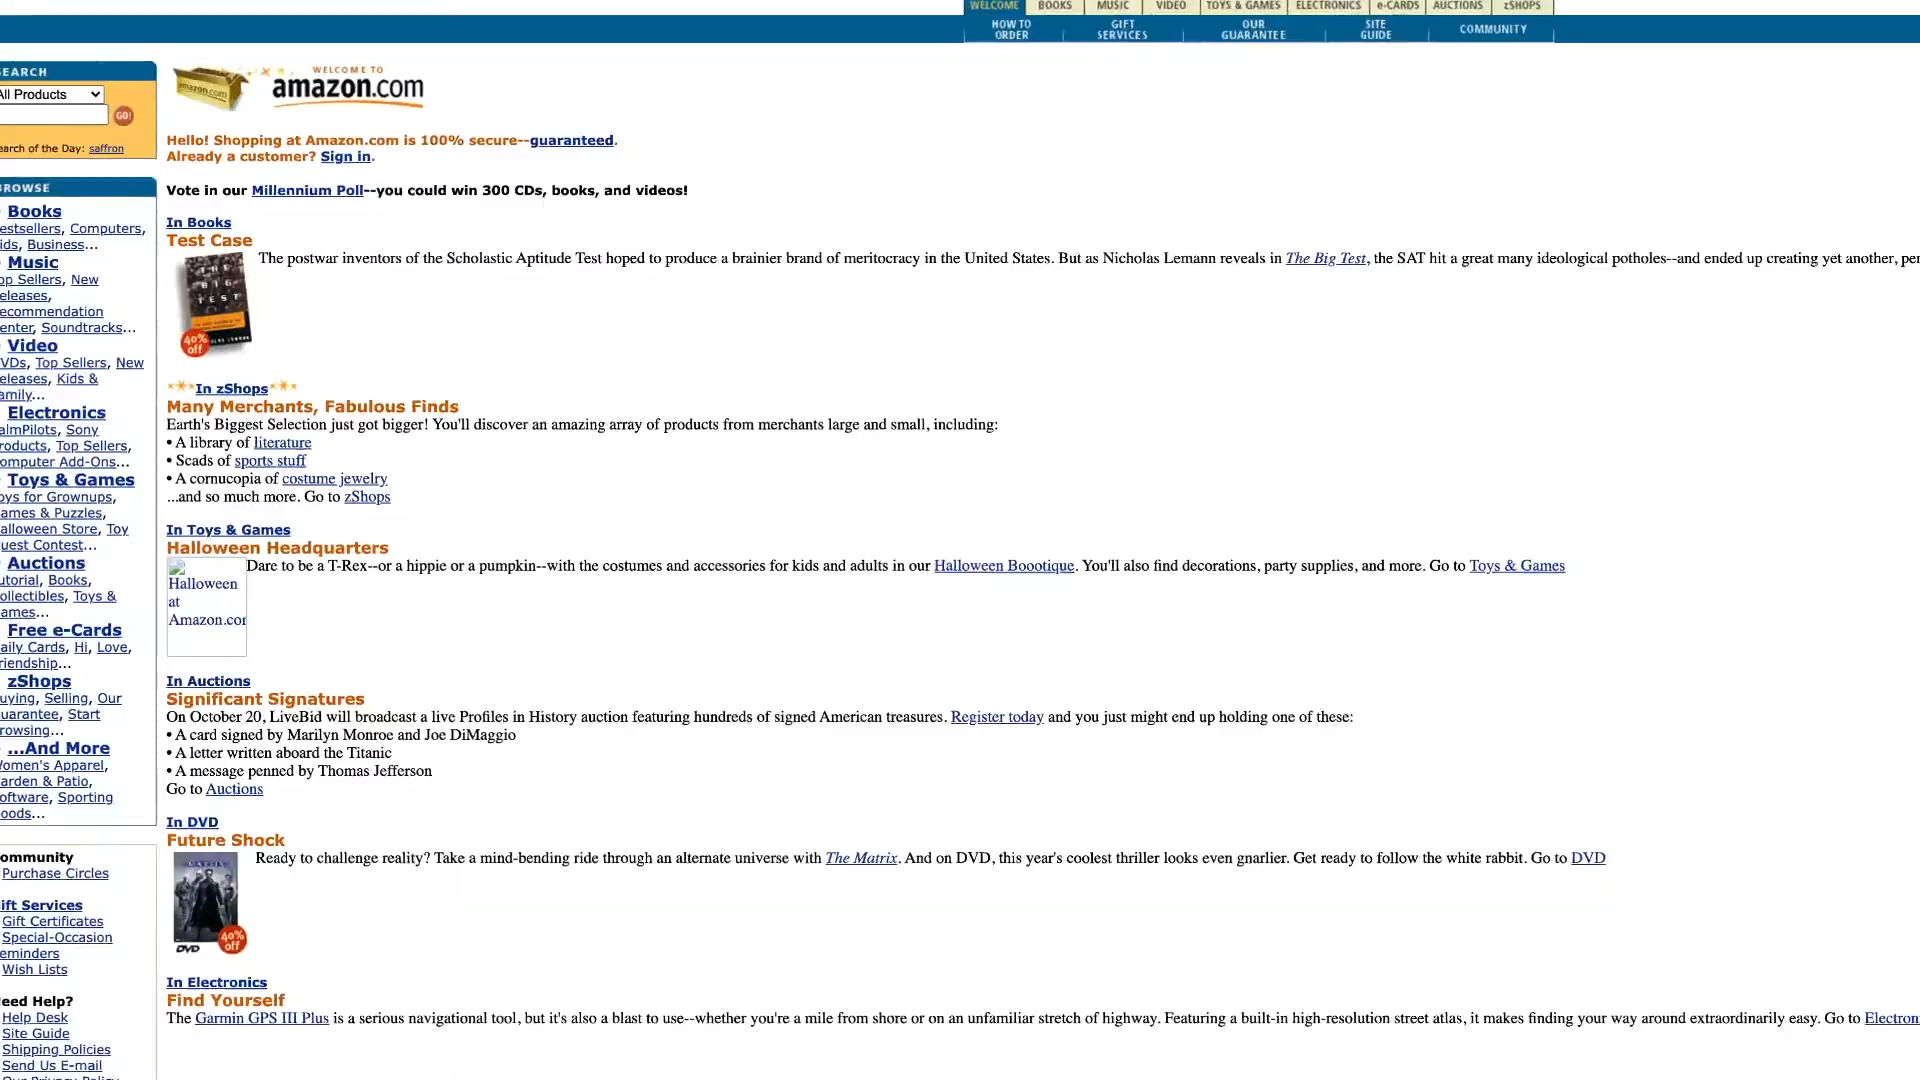 WELCOME BOOKS MUSIC VIDEO TOYS & GAMES ELECTRONICS e-CARDS AUCTIONS zSHOPS
HOW TO ORDER GIFT SERVICES OUR GUARANTEE SITE GUIDE COMMUNITY
EARCH
All Products
GO!
earch of the Day: saffron
BROWSE
Books
estsellers, Computers,
ids, Business...
Music
op Sellers, New
eleases,
ecommendation
enter, Soundtracks...
Video
VDs, Top Sellers, New
eleases, Kids &
amily...
Electronics
almPilots, Sony
roducts, Top Sellers,
omputer Add-Ons...
Toys & Games
oys for Grownups,
ames & Puzzles,
alloween Store, Toy
uest Contest...
Auctions
utorial, Books,
ollectibles, Toys &
ames...
Free e-Cards
aily Cards, Hi, Love,
riendship...
zShops
uying, Selling, Our
uarantee, Start
rowsing...
...And More
Women's Apparel,
arden & Patio,
oftware, Sporting
oods...
ommunity
Purchase Circles
ift Services
Gift Certificates
Special-Occasion
eminders
Wish Lists
eed Help?
Help Desk
Site Guide
Shipping Policies
Send Us E-mail
Our Privacy Policy
amazon.com
WELCOME TO
amazon.com
Hello! Shopping at Amazon.com is 100% secure--guaranteed.
Already a customer? Sign in.
Vote in our Millennium Poll--you could win 300 CDs, books, and videos!
In Books
Test Case
The postwar inventors of the Scholastic Aptitude Test hoped to produce a brainier brand of meritocracy in the United States. But as Nicholas Lemann reveals in The Big Test, the SAT hit a great many ideological potholes--and ended up creating yet another, per
THE
BIG
TEST
40% off
In zShops
Many Merchants, Fabulous Finds
Earth's Biggest Selection just got bigger! You'll discover an amazing array of products from merchants large and small, including:
• A library of literature
• Scads of sports stuff
• A cornucopia of costume jewelry
...and so much more. Go to zShops
In Toys & Games
Halloween Headquarters
Halloween
at
Amazon.com
Dare to be a T-Rex--or a hippie or a pumpkin--with the costumes and accessories for kids and adults in our Halloween Boootique. You'll also find decorations, party supplies, and more. Go to Toys & Games
In Auctions
Significant Signatures
On October 20, LiveBid will broadcast a live Profiles in History auction featuring hundreds of signed American treasures. Register today and you just might end up holding one of these:
• A card signed by Marilyn Monroe and Joe DiMaggio
• A letter written aboard the Titanic
• A message penned by Thomas Jefferson
Go to Auctions
In DVD
Future Shock
Ready to challenge reality? Take a mind-bending ride through an alternate universe with The Matrix. And on DVD, this year's coolest thriller looks even gnarlier. Get ready to follow the white rabbit. Go to DVD
MATRIX
DVD
40% off
In Electronics
Find Yourself
The Garmin GPS III Plus is a serious navigational tool, but it's also a blast to use--whether you're a mile from shore or on an unfamiliar stretch of highway. Featuring a built-in high-resolution street atlas, it makes finding your way around extraordinarily easy. Go to Electron